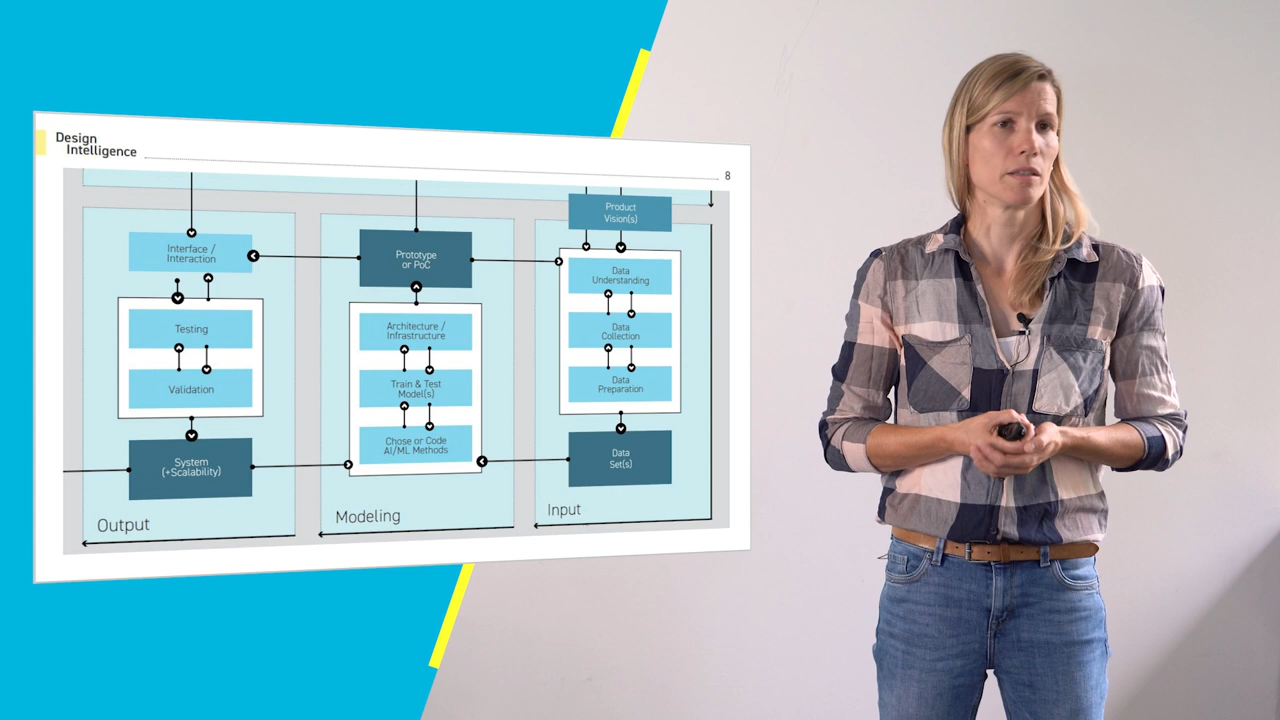 Design
Intelligence
8
Interface /
Interaction
Testing
Validation
System
(+Scalability)
Output
Prototype
or PoC
Architecture /
Infrastructure
Train & Test
Model(s)
Chose or Code
AI/ML Methods
Modeling
Product
Vision(s)
Data
Understanding
Data
Collection
Data
Preparation
Data
Set(s)
Input